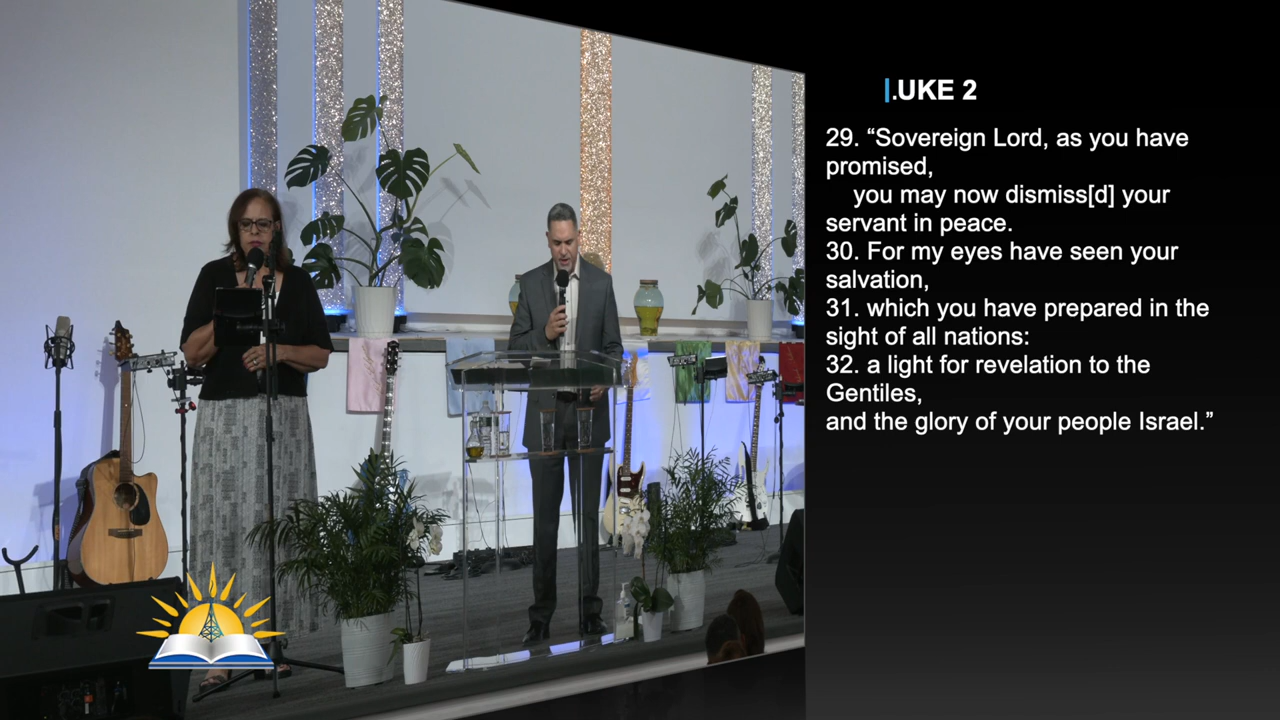 .UKE 2
29. “Sovereign Lord, as you have
promised,
you may now dismiss[d] your
servant in peace.
30. For my eyes have seen your
salvation,
31. which you have prepared in the
sight of all nations:
32. a light for revelation to the
Gentiles,
and the glory of your people Israel.”